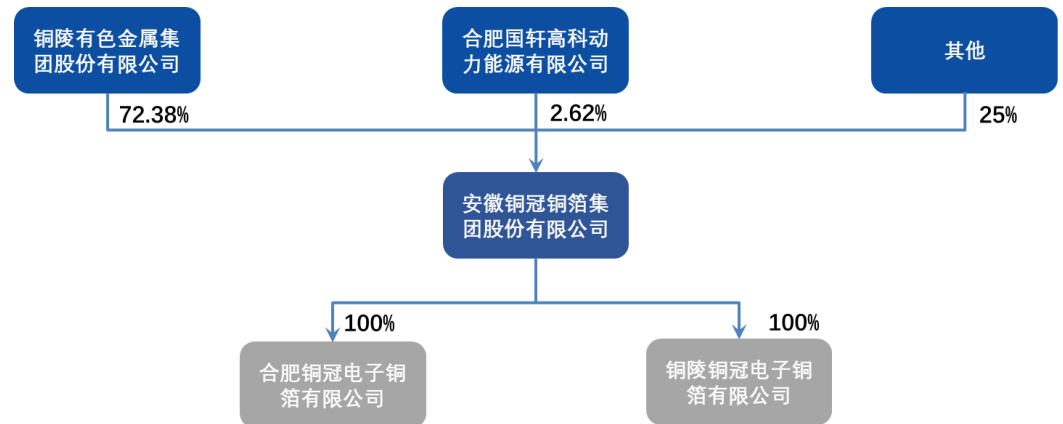 铜陵有色金属集
团股份有限公司
合肥国轩高科动
力能源有限公司
其他
72.38%
2.62%
25%
安徽铜冠铜箔集
团股份有限公司
100%
100%
合肥铜冠电子铜
箔有限公司
铜陵铜冠电子铜
箔有限公司